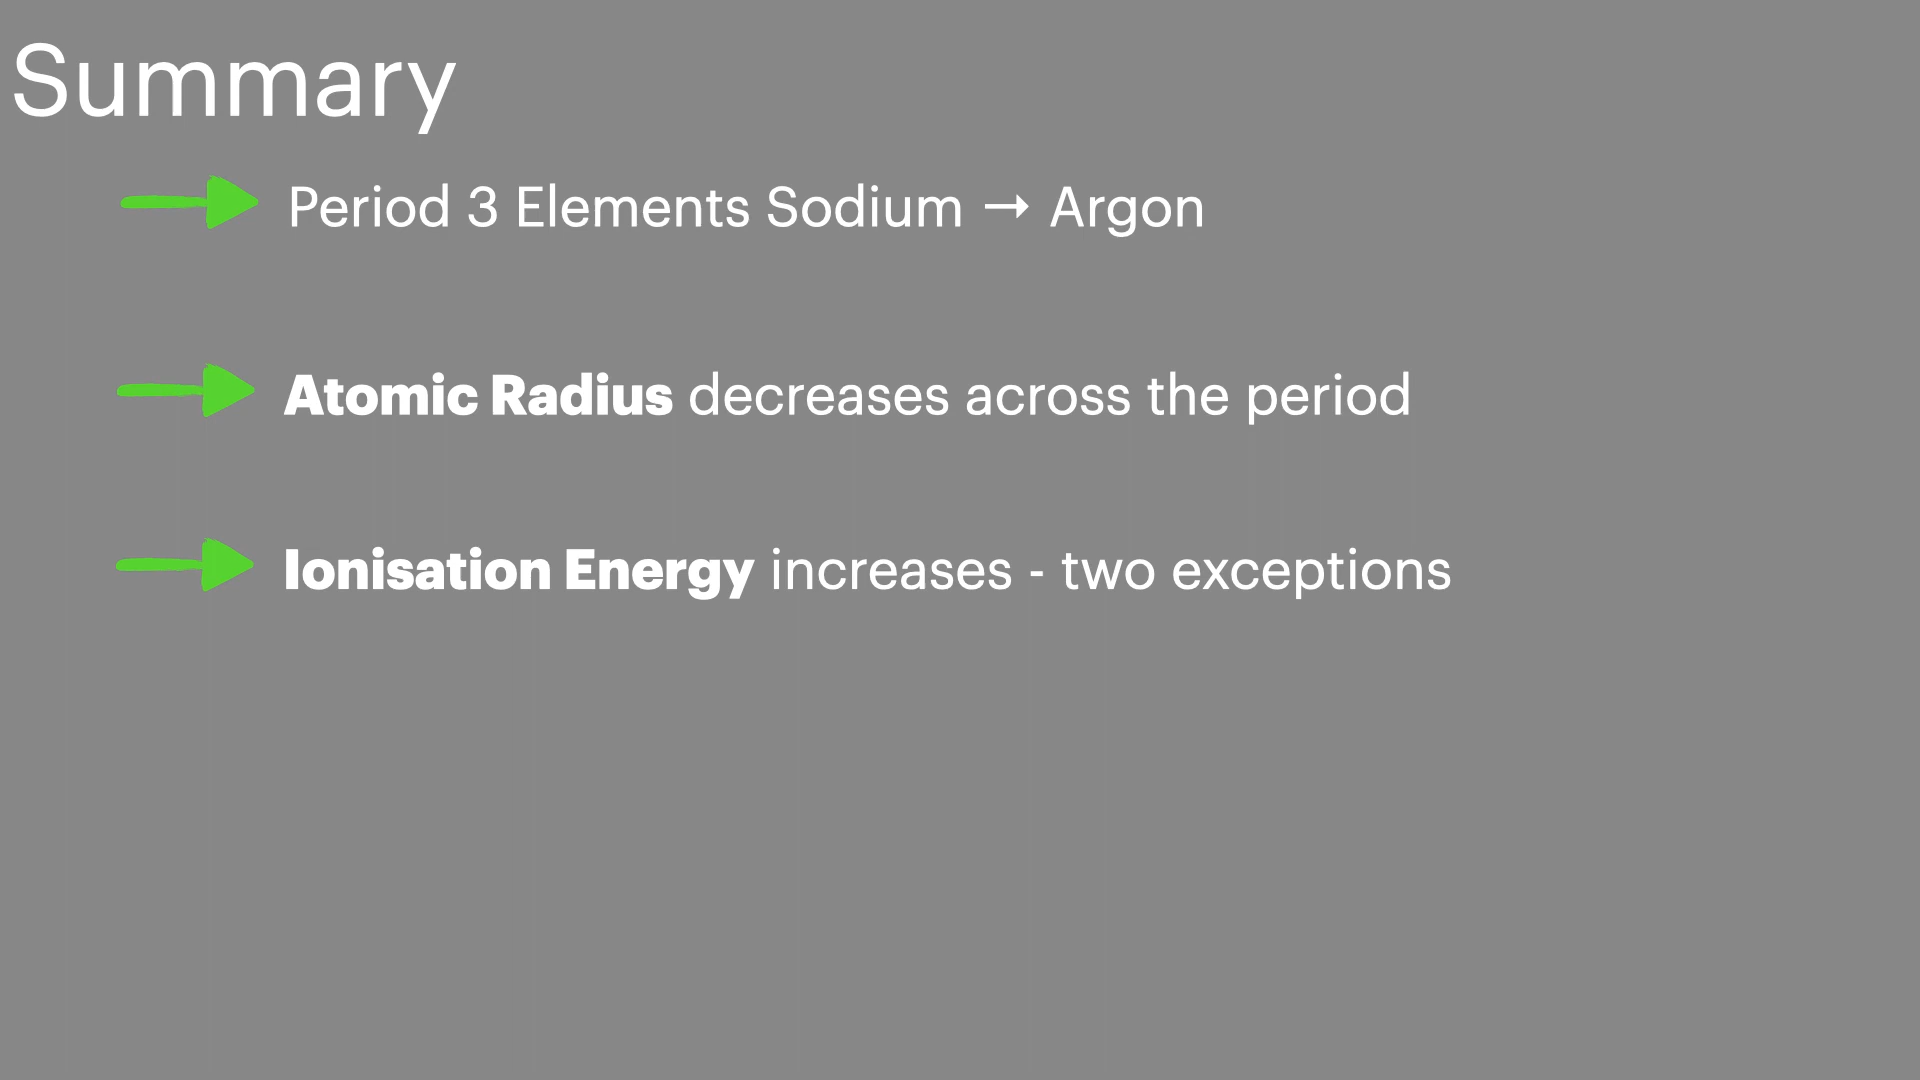 Summary
Period 3 Elements Sodium → Argon
Atomic Radius decreases across the period
Ionisation Energy increases - two exceptions